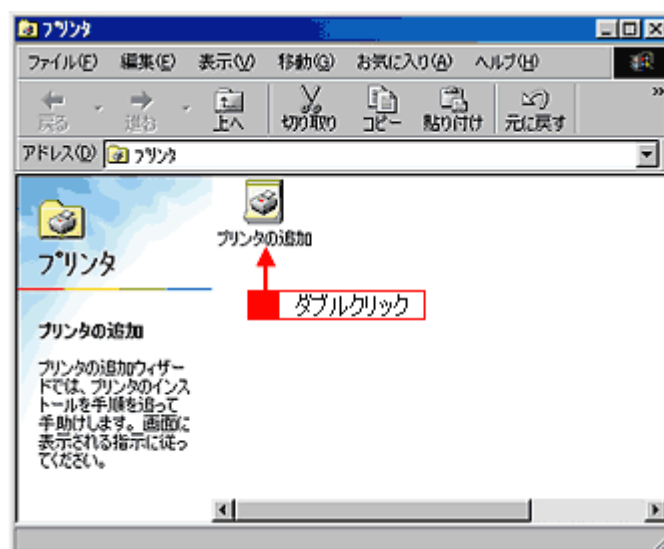 プリンタ
ファイル(F) 編集(E) 表示(V) 移動(G) お気に入り(A) ヘルプ(H)
戻る 進む 上へ 切り取り コピー 貼り付け 元に戻す
アドレス(D) プリンタ
プリンタの追加
プリンタ
ダブルクリック
プリンタの追加
プリンタの追加ウィザー
ドでは、プリンタのインス
トールを手順を追って
手助けします。画面に
表示される指示に従っ
てください。